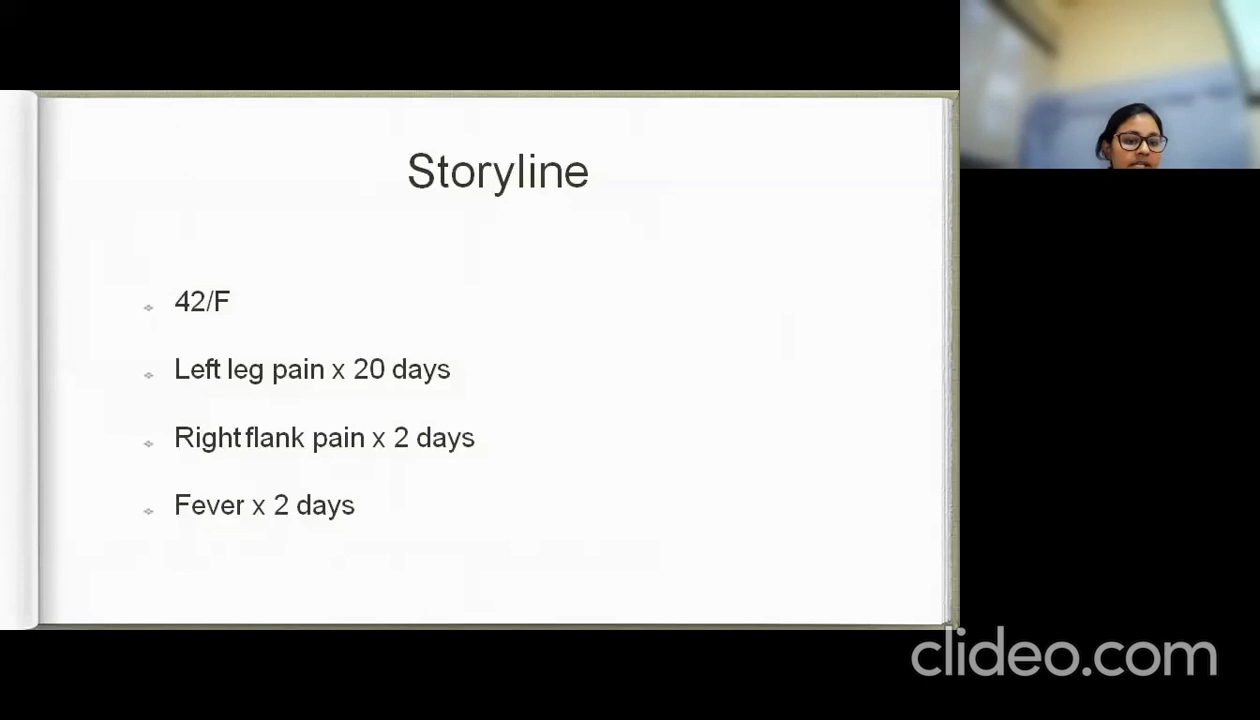 Storyline
42/F
Left leg pain x 20 days
Right flank pain x 2 days
Fever x 2 days
clideo.com